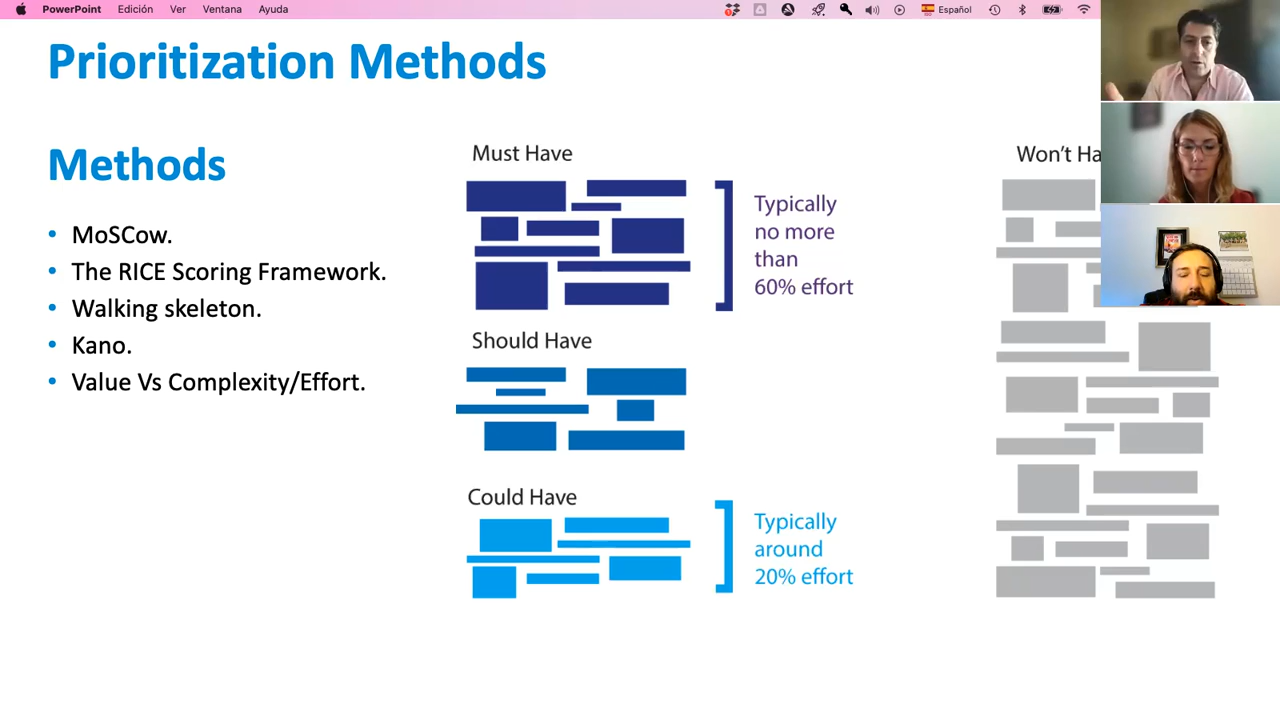 PowerPoint Edición Ver Ventana Ayuda Español
Prioritization Methods
Methods
• MoSCow.
• The RICE Scoring Framework.
• Walking skeleton.
• Kano.
• Value Vs Complexity/Effort.
Must Have
Typically
no more
than
60% effort
Should Have
Could Have
Typically
around
20% effort
Won't Ha